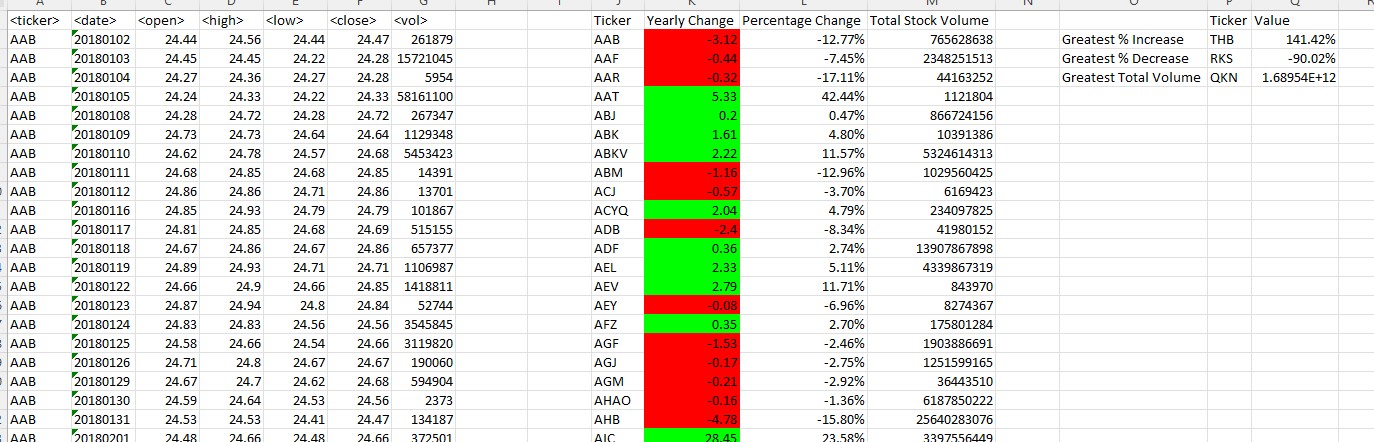 A B C D E F G H I J K L M N O P Q
<ticker> <date> <open> <high> <low> <close> <vol> Ticker Yearly Change Percentage Change Total Stock Volume Ticker Value
AAB 20180102 24.44 24.56 24.44 24.47 261879 AAB -3.12 -12.77% 765628638 Greatest % Increase THB 141.42%
AAB 20180103 24.45 24.45 24.22 24.28 15721045 AAF -0.44 -7.45% 2348251513 Greatest % Decrease RKS -90.02%
AAB 20180104 24.27 24.36 24.27 24.28 5954 AAR -0.32 -17.11% 44163252 Greatest Total Volume QKN 1.68954E+12
AAB 20180105 24.24 24.33 24.22 24.33 58161100 AAT 5.33 42.44% 1121804
AAB 20180108 24.28 24.72 24.28 24.72 267347 ABJ 0.2 0.47% 866724156
AAB 20180109 24.73 24.73 24.64 24.64 1129348 ABK 1.61 4.80% 10391386
AAB 20180110 24.62 24.78 24.57 24.68 5453423 ABKV 2.22 11.57% 5324614313
AAB 20180111 24.68 24.85 24.68 24.85 14391 ABM -1.16 -12.96% 1029560425
AAB 20180112 24.86 24.86 24.71 24.86 13701 ACJ -0.57 -3.70% 6169423
AAB 20180116 24.85 24.93 24.79 24.79 101867 ACYQ 2.04 4.79% 234097825
AAB 20180117 24.81 24.85 24.68 24.69 515155 ADB -2.4 -8.34% 41980152
AAB 20180118 24.67 24.86 24.67 24.86 657377 ADF 0.36 2.74% 13907867898
AAB 20180119 24.89 24.93 24.71 24.71 1106987 AEL 2.33 5.11% 4339867319
AAB 20180122 24.66 24.9 24.66 24.85 1418811 AEV 2.79 11.71% 843970
AAB 20180123 24.87 24.94 24.8 24.84 52744 AEY -0.08 -6.96% 8274367
AAB 20180124 24.83 24.83 24.56 24.56 3545845 AFZ 0.35 2.70% 175801284
AAB 20180125 24.58 24.66 24.54 24.66 3119820 AGF -1.53 -2.46% 1903886691
AAB 20180126 24.71 24.8 24.67 24.67 190060 AGJ -0.17 -2.75% 1251599165
AAB 20180129 24.67 24.7 24.62 24.68 594904 AGM -0.21 -2.92% 36443510
AAB 20180130 24.59 24.64 24.53 24.56 2373 AHAO -0.16 -1.36% 6187850222
AAB 20180131 24.53 24.53 24.41 24.47 134187 AHB -4.78 -15.80% 25640283076
AAB 20180201 24.48 24.66 24.48 24.66 372501 AIC 28.45 23.58% 3397556449